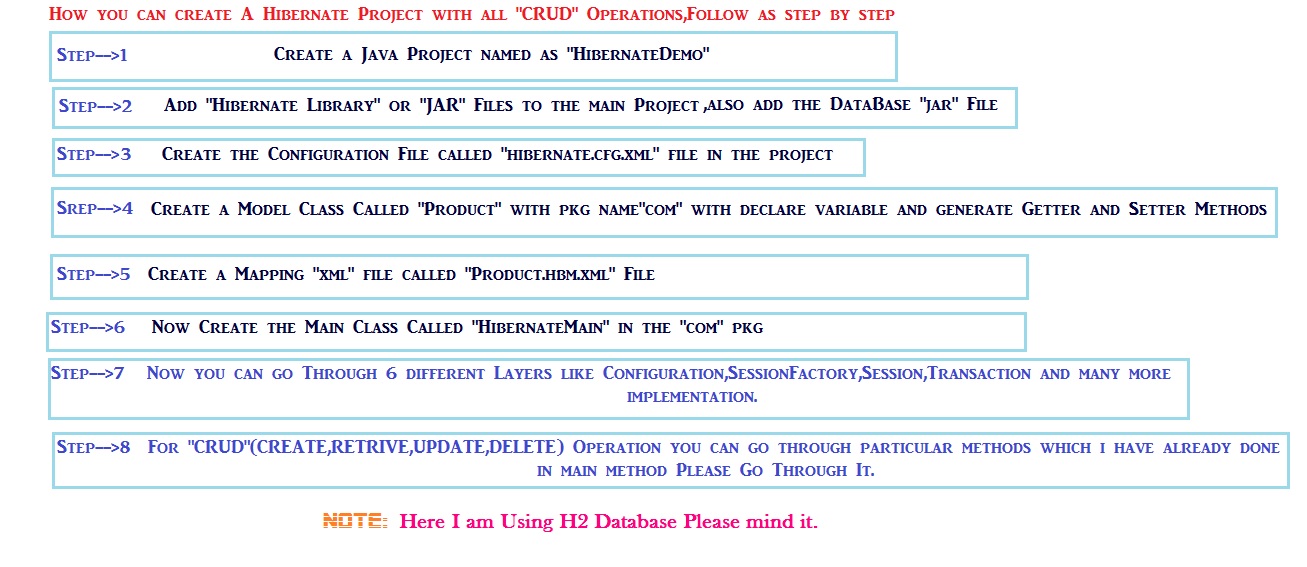 How you can create A Hibernate Project with all "CRUD" Operations,Follow as step by step
Step-->1 Create a Java Project named as "HibernateDemo"
Step-->2 Add "Hibernate Library" or "JAR" Files to the main Project ,also add the DataBase "jar" File
Step-->3 Create the Configuration File called "hibernate.cfg.xml" file in the project
Srep-->4 Create a Model Class Called "Product" with pkg name"com" with declare variable and generate Getter and Setter Methods
Step-->5 Create a Mapping "xml" file called "Product.hbm.xml" File
Step-->6 Now Create the Main Class Called "HibernateMain" in the "com" pkg
Step-->7 Now you can go Through 6 different Layers like Configuration,SessionFactory,Session,Transaction and many more
implementation.
Step-->8 For "CRUD"(CREATE,RETRIVE,UPDATE,DELETE) Operation you can go through particular methods which i have already done
in main method Please Go Through It.
NOTE: Here I am Using H2 Database Please mind it.